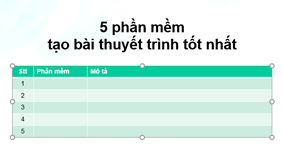 5 phần mềm
tạo bài thuyết trình tốt nhất
Stt Phần mềm Mô tả
1
2
3
4
5